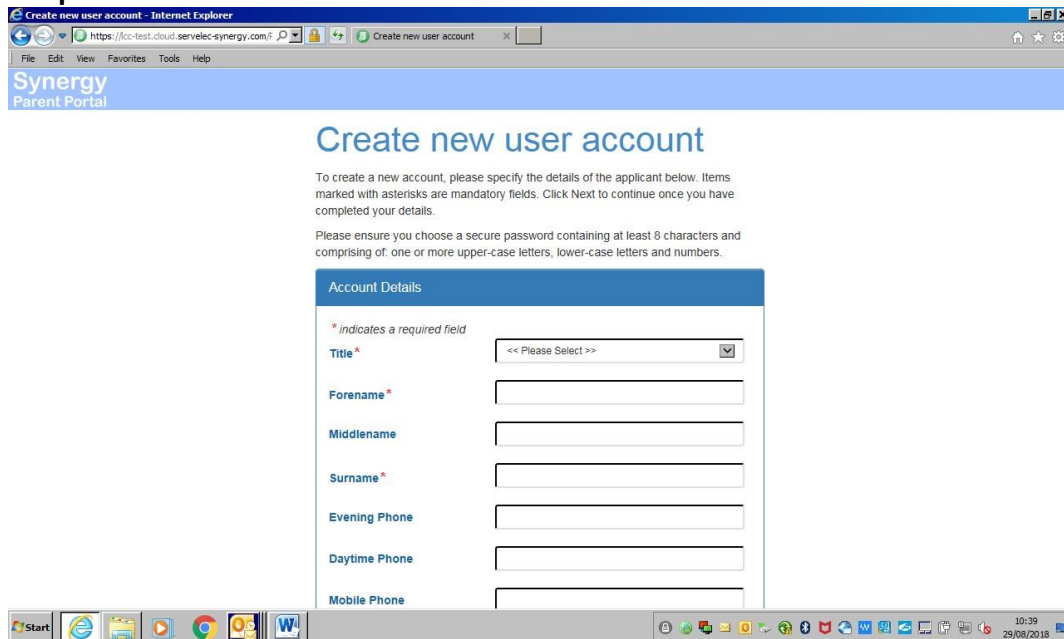 Create new user account - Internet Explorer
https://lcc-test.cloud.servelec-synergy.com/
Create new user account
File Edit View Favorites Tools Help
Synergy
Parent Portal
Create new user account
To create a new account, please specify the details of the applicant below. Items
marked with asterisks are mandatory fields. Click Next to continue once you have
completed your details.
Please ensure you choose a secure password containing at least 8 characters and
comprising of: one or more upper-case letters, lower-case letters and numbers.
Account Details
* indicates a required field
Title* << Please Select >>
Forename*
Middlename
Surname*
Evening Phone
Daytime Phone
Mobile Phone
Start
10:39
29/08/2018